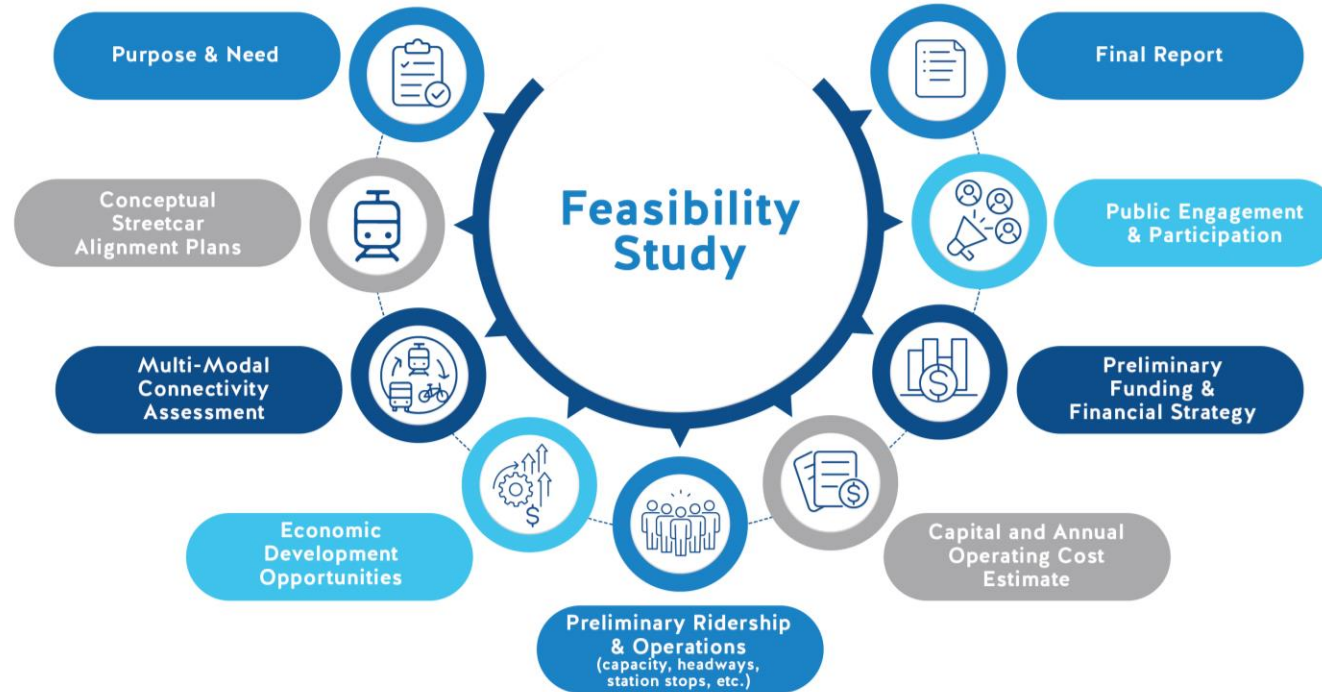 Feasibility
Study
Purpose & Need
Conceptual
Streetcar
Alignment Plans
Multi-Modal
Connectivity
Assessment
Economic
Development
Opportunities
Preliminary Ridership
& Operations
(capacity, headways,
station stops, etc.)
Capital and Annual
Operating Cost
Estimate
Preliminary
Funding &
Financial Strategy
Public Engagement
& Participation
Final Report
$
$
$